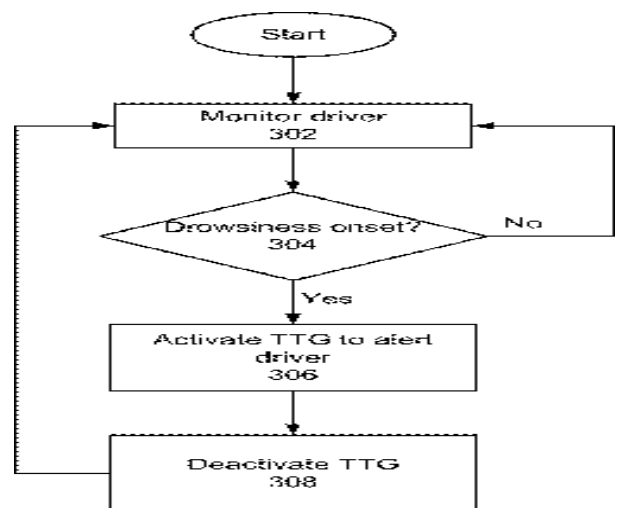 Start
Monitor driver
302
Drowsiness onset?
304
No
Yes
Activate TTG to alert
driver
306
Deactivate TTG
308